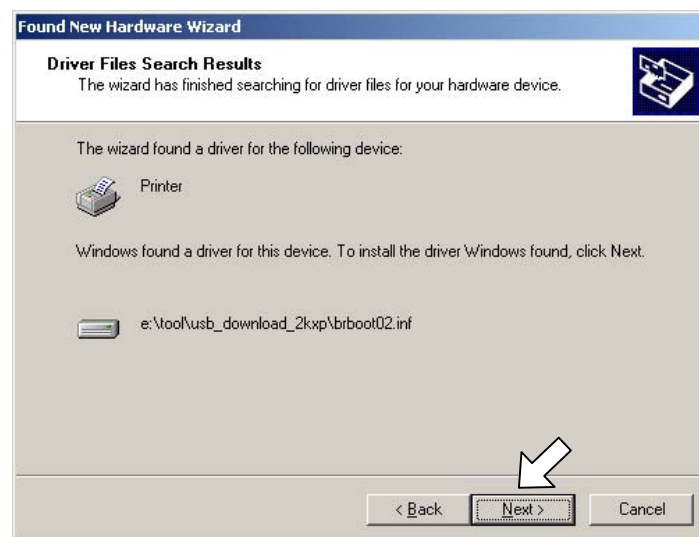 Found New Hardware Wizard
Driver Files Search Results
The wizard has finished searching for driver files for your hardware device.
The wizard found a driver for the following device:
Printer
Windows found a driver for this device. To install the driver Windows found, click Next.
e:\tool\usb_download_2kxp\brboot02.inf
< Back
Next >
Cancel